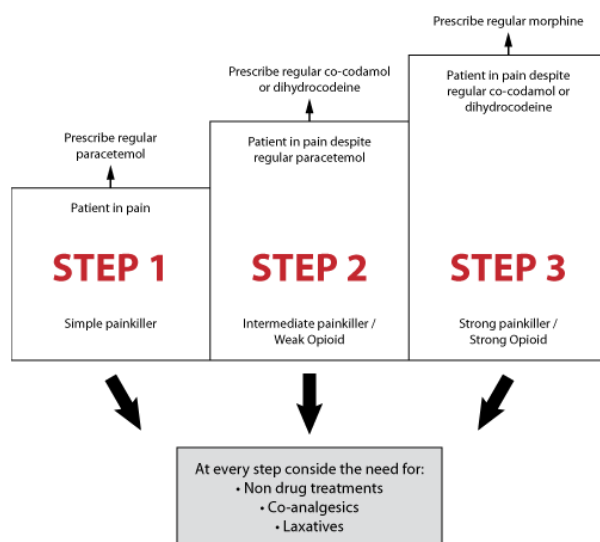 Prescribe regular
paracetemol
Patient in pain
STEP 1
Simple painkiller
Prescribe regular co-codamol
or dihydrocodeine
Patient in pain despite
regular paracetemol
STEP 2
Intermediate painkiller /
Weak Opioid
Prescribe regular morphine
Patient in pain despite
regular co-codamol or
dihydrocodeine
STEP 3
Strong painkiller /
Strong Opioid
At every step conside the need for:
• Non drug treatments
• Co-analgesics
• Laxatives